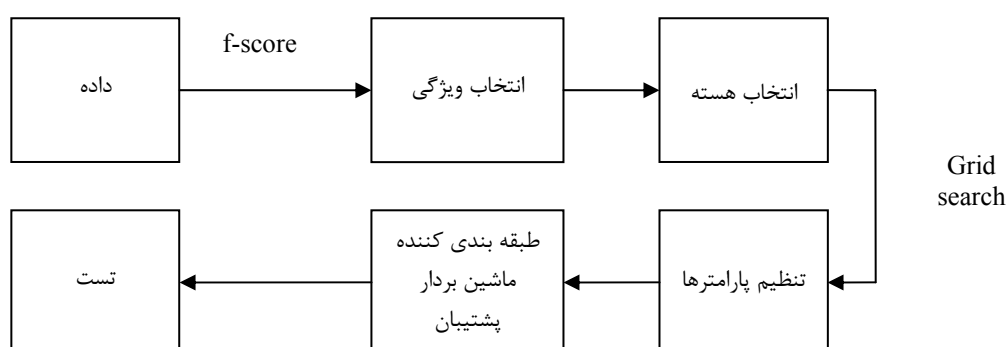 داده
f-score
انتخاب ویژگی
انتخاب هسته
Grid
search
تنظیم پارامترها
طبقه بندی کننده
ماشین بردار
پشتیبان
تست